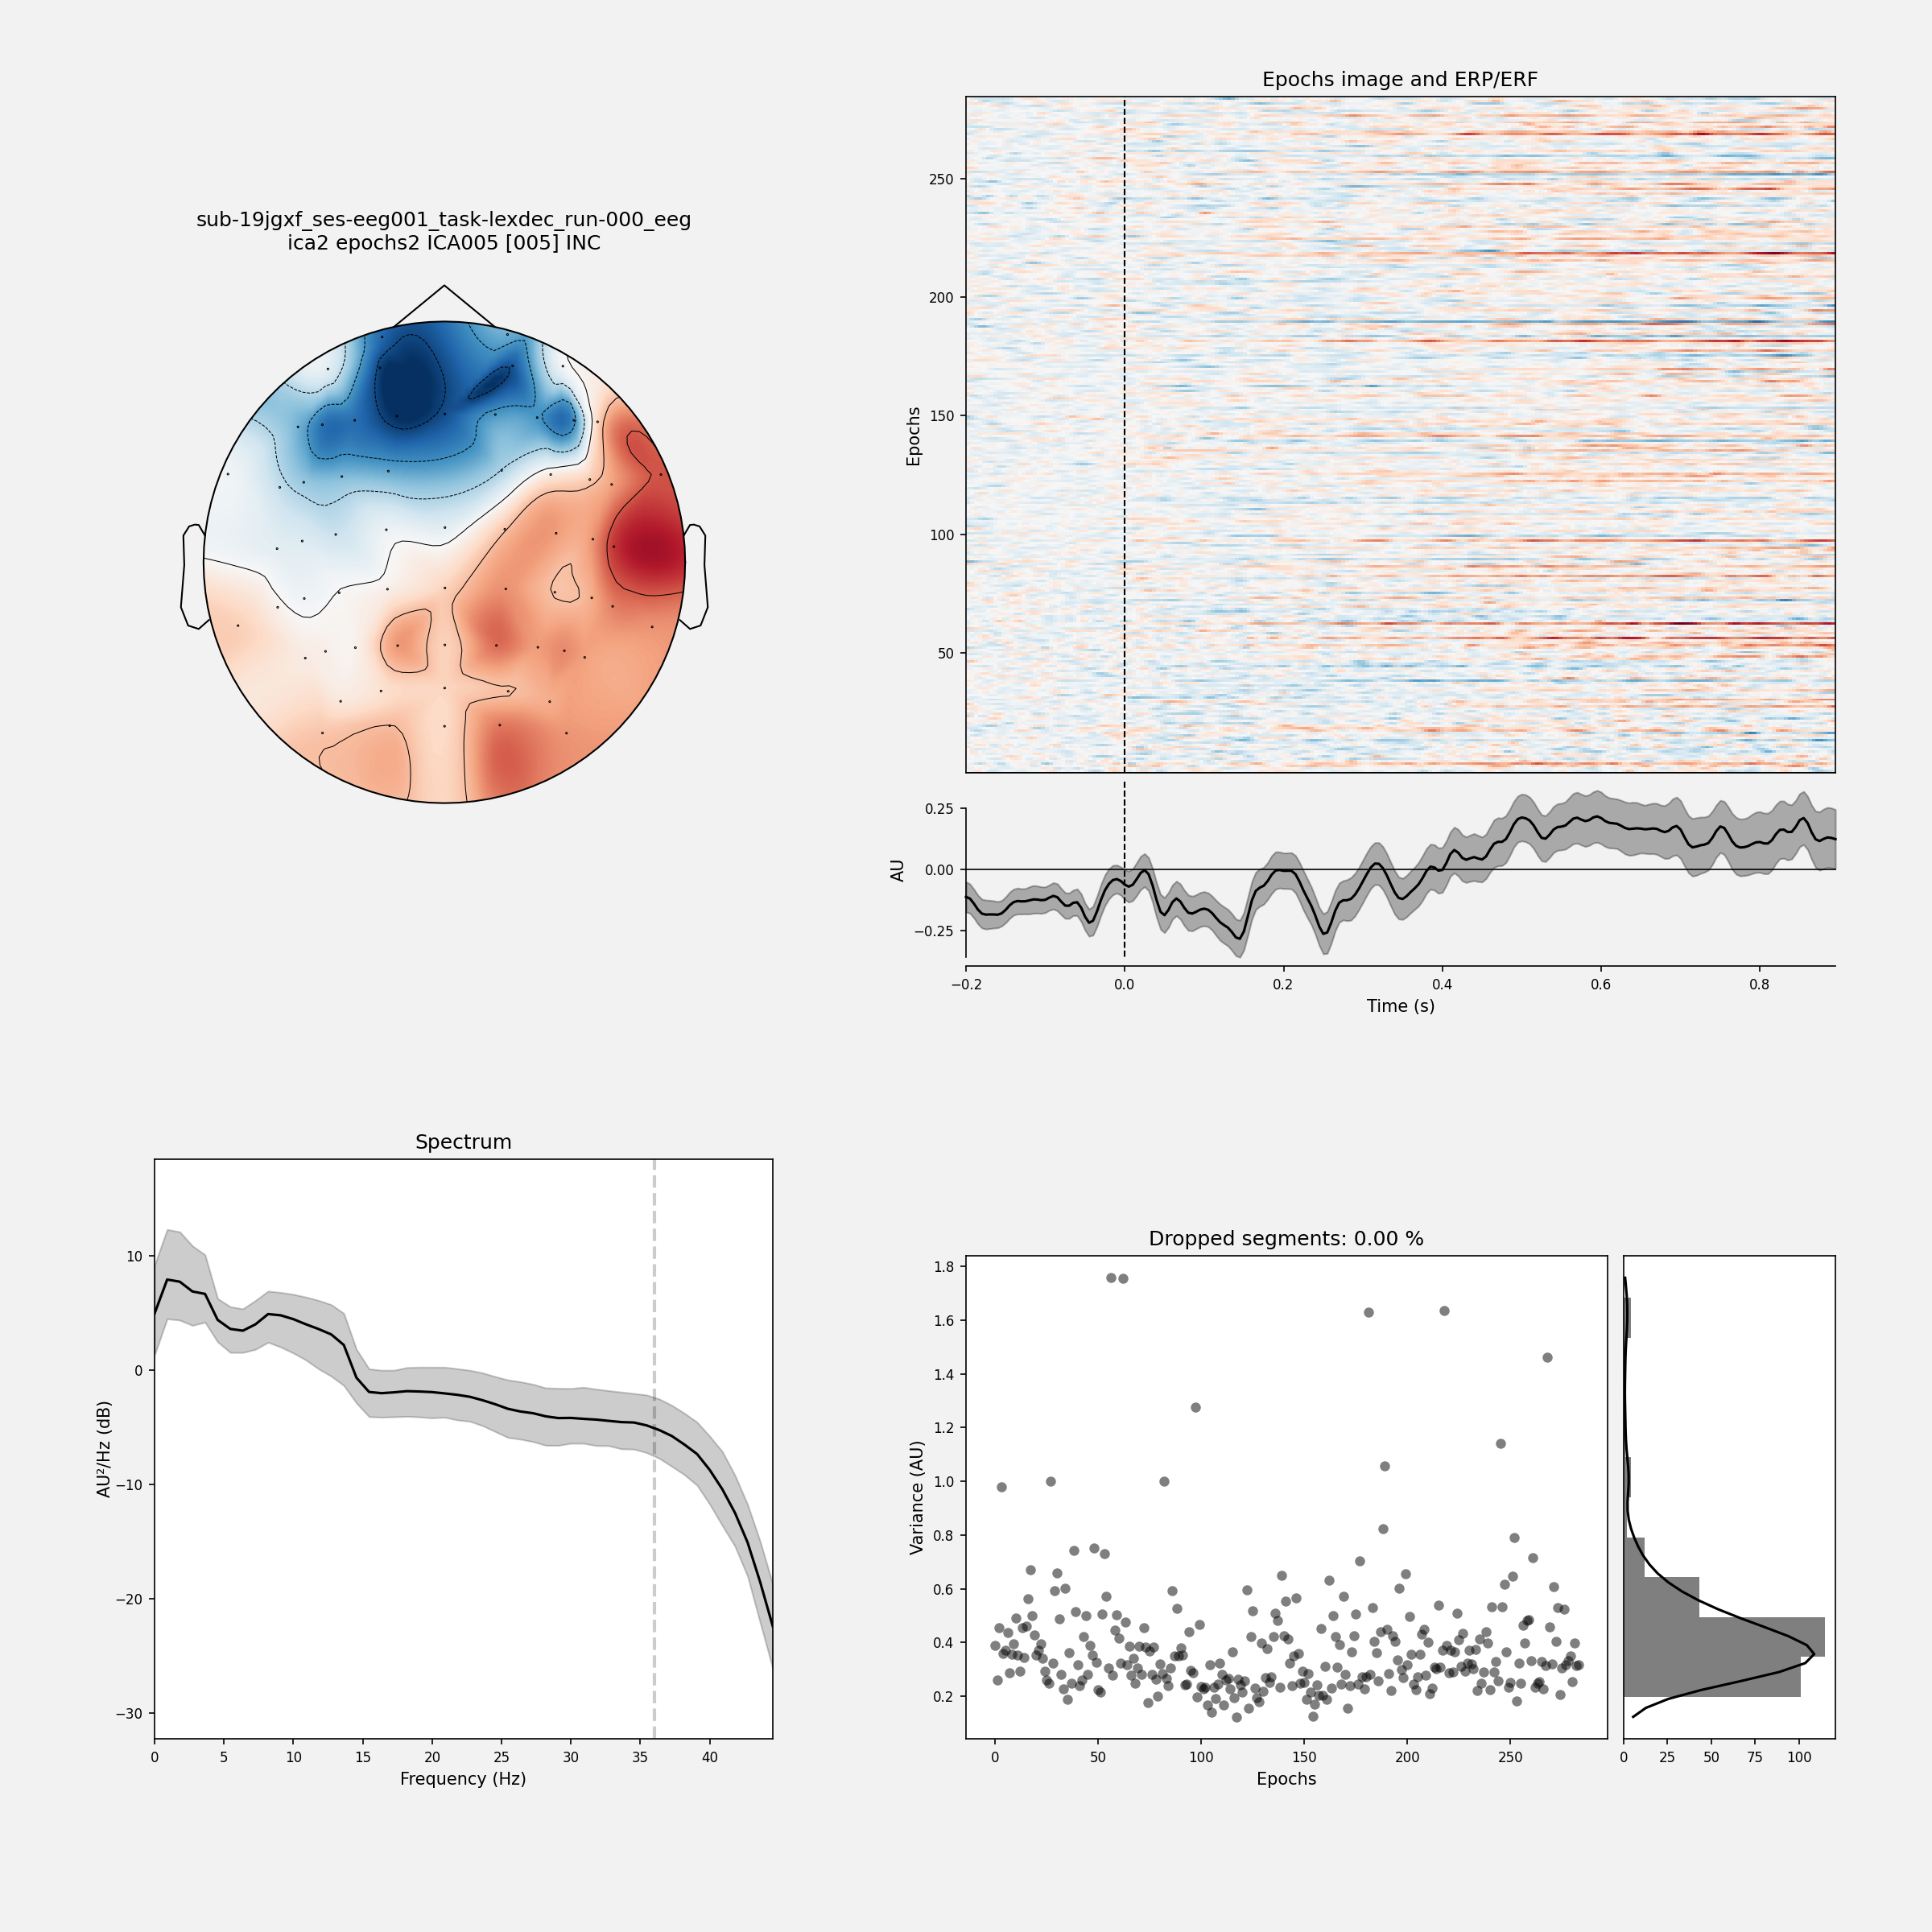 sub-19jgxf_ses-eeg001_task-lexdec_run-000_eeg
ica2 epochs2 ICA005 [005] INC
Epochs image and ERP/ERF
Epochs
250
200
150
100
50
AU
0.25
0.00
−0.25
−0.2 0.0 0.2 0.4 0.6 0.8
Time (s)
Spectrum
AU²/Hz (dB)
10
0
−10
−20
−30
0 5 10 15 20 25 30 35 40
Frequency (Hz)
Dropped segments: 0.00 %
Variance (AU)
1.8
1.6
1.4
1.2
1.0
0.8
0.6
0.4
0.2
0 50 100 150 200 250
Epochs
0 25 50 75 100